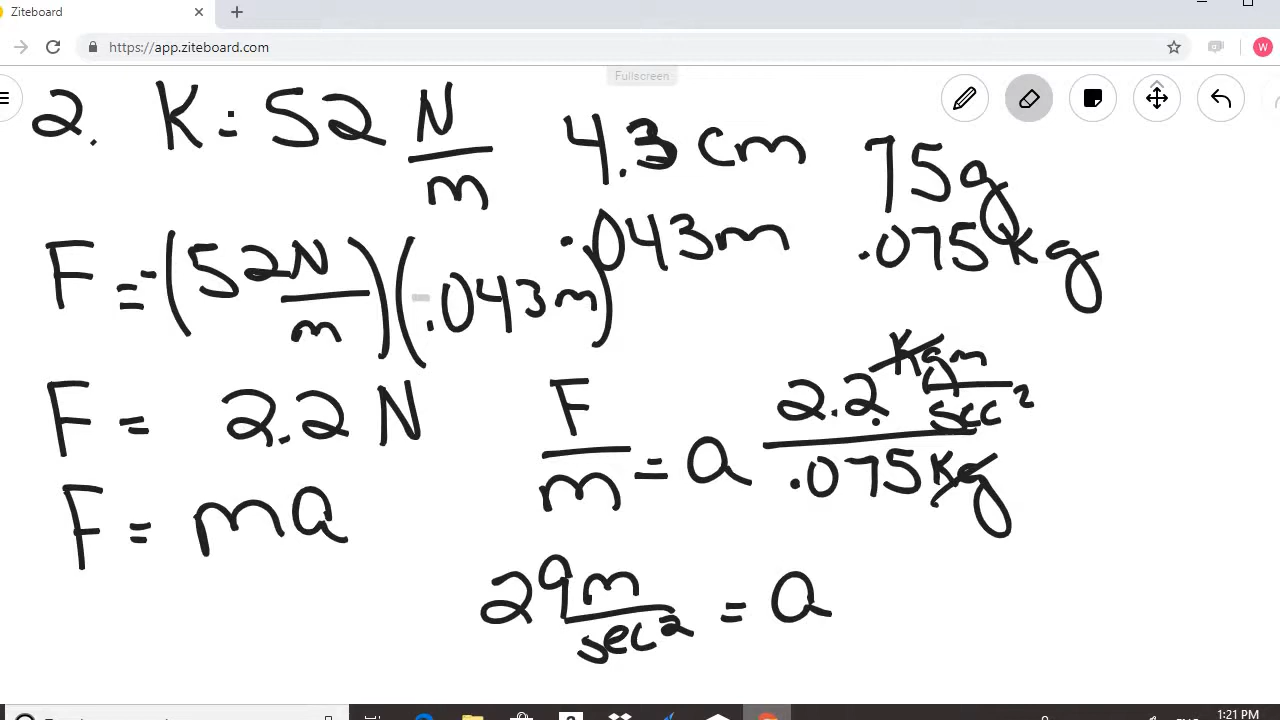 Ziteboard
https://app.ziteboard.com
W
Fullscreen
2. K = 52 N/m 4.3 cm 75g
.043m .075kg
F = -(52 N/m)(-.043m)
F = 2.2 N
F/m = a 2.2 kgm/sec² / .075kg
F = ma
29 m/sec² = a
1:21 PM